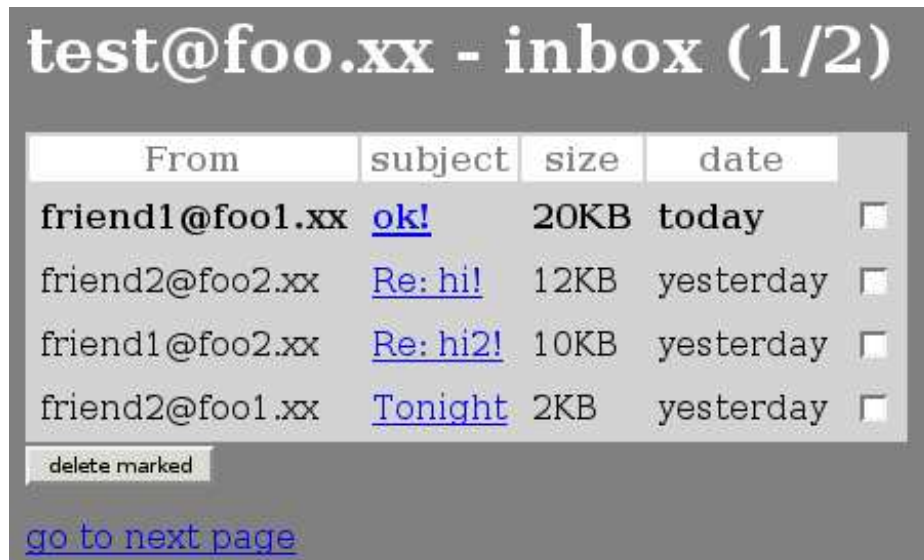 test@foo.xx - inbox (1/2)
From subject size date
friend1@foo1.xx ok! 20KB today
friend2@foo2.xx Re: hi! 12KB yesterday
friend1@foo2.xx Re: hi2! 10KB yesterday
friend2@foo1.xx Tonight 2KB yesterday
delete marked
go to next page